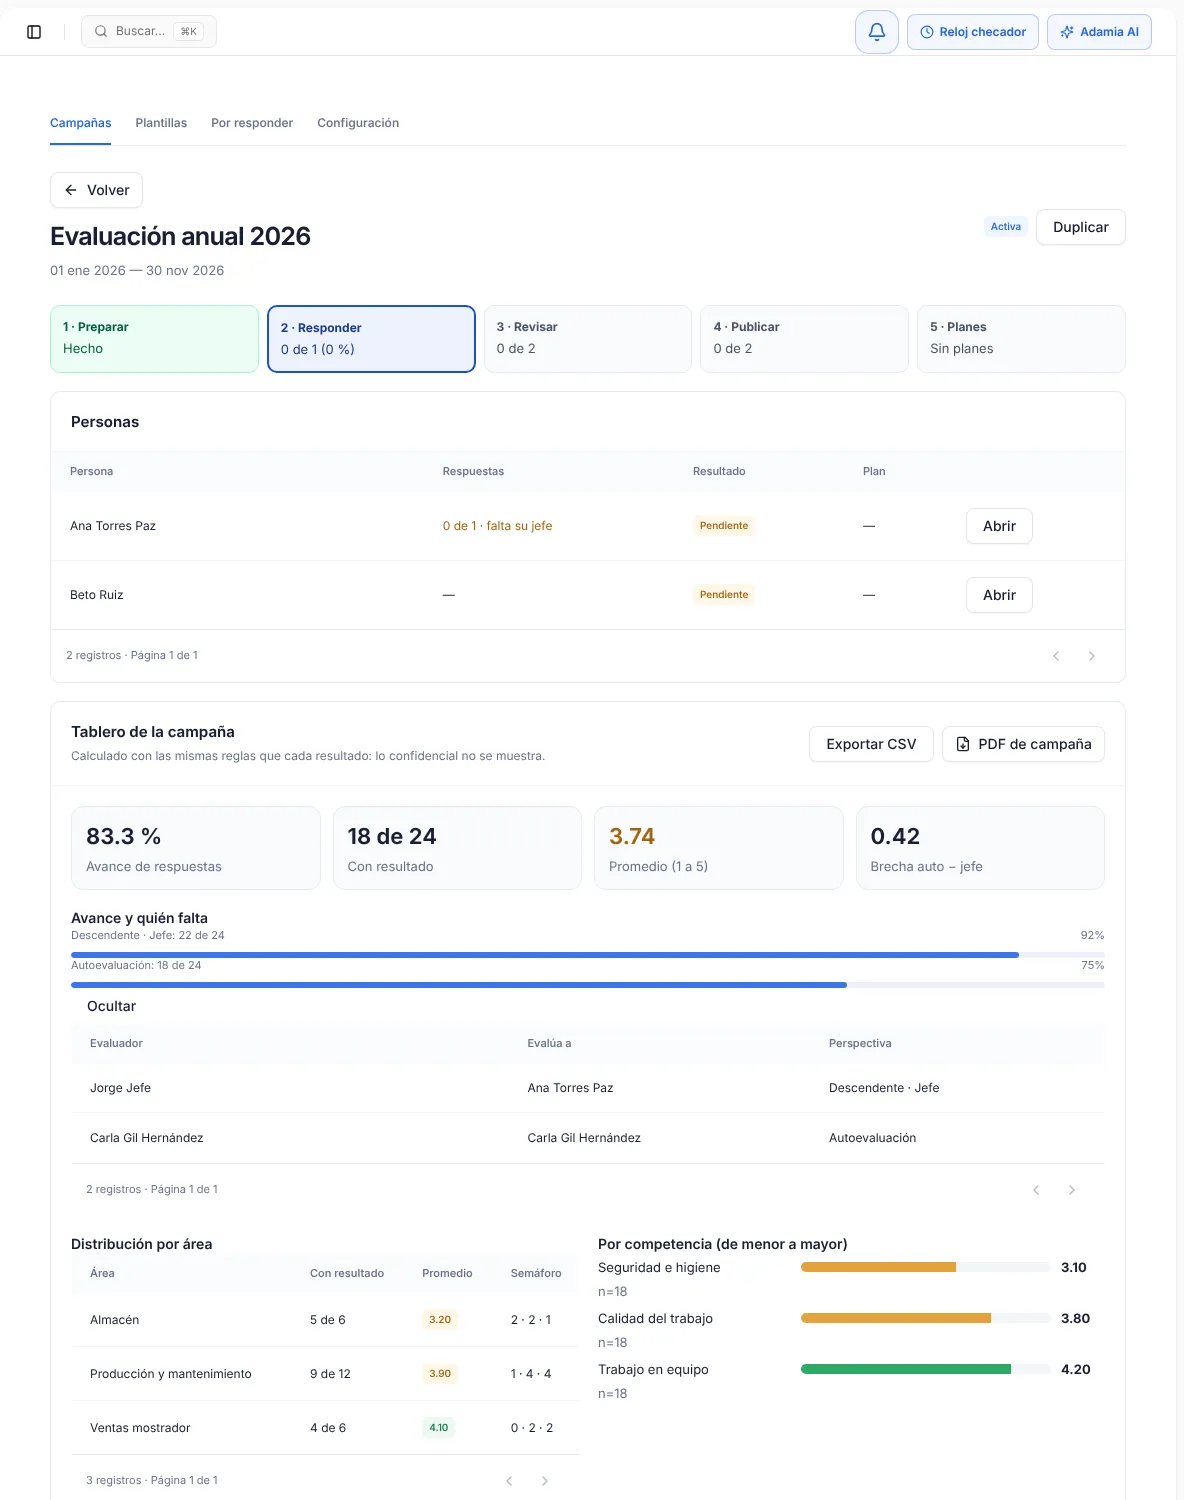 Buscar... ⌘K
Reloj checador
Adamia AI
Campañas Plantillas Por responder Configuración
Volver
Evaluación anual 2026
Activa
Duplicar
01 ene 2026 — 30 nov 2026
1 · Preparar
Hecho
2 · Responder
0 de 1 (0 %)
3 · Revisar
0 de 2
4 · Publicar
0 de 2
5 · Planes
Sin planes
Personas
Persona Respuestas Resultado Plan
Ana Torres Paz 0 de 1 · falta su jefe Pendiente — Abrir
Beto Ruiz — Pendiente — Abrir
2 registros · Página 1 de 1
Tablero de la campaña
Calculado con las mismas reglas que cada resultado: lo confidencial no se muestra.
Exportar CSV
PDF de campaña
83.3 %
Avance de respuestas
18 de 24
Con resultado
3.74
Promedio (1 a 5)
0.42
Brecha auto − jefe
Avance y quién falta
Descendente · Jefe: 22 de 24 92%
Autoevaluación: 18 de 24 75%
Ocultar
Evaluador Evalúa a Perspectiva
Jorge Jefe Ana Torres Paz Descendente · Jefe
Carla Gil Hernández Carla Gil Hernández Autoevaluación
2 registros · Página 1 de 1
Distribución por área
Área Con resultado Promedio Semáforo
Almacén 5 de 6 3.20 2 · 2 · 1
Producción y mantenimiento 9 de 12 3.90 1 · 4 · 4
Ventas mostrador 4 de 6 4.10 0 · 2 · 2
3 registros · Página 1 de 1
Por competencia (de menor a mayor)
Seguridad e higiene 3.10
n=18
Calidad del trabajo 3.80
n=18
Trabajo en equipo 4.20
n=18